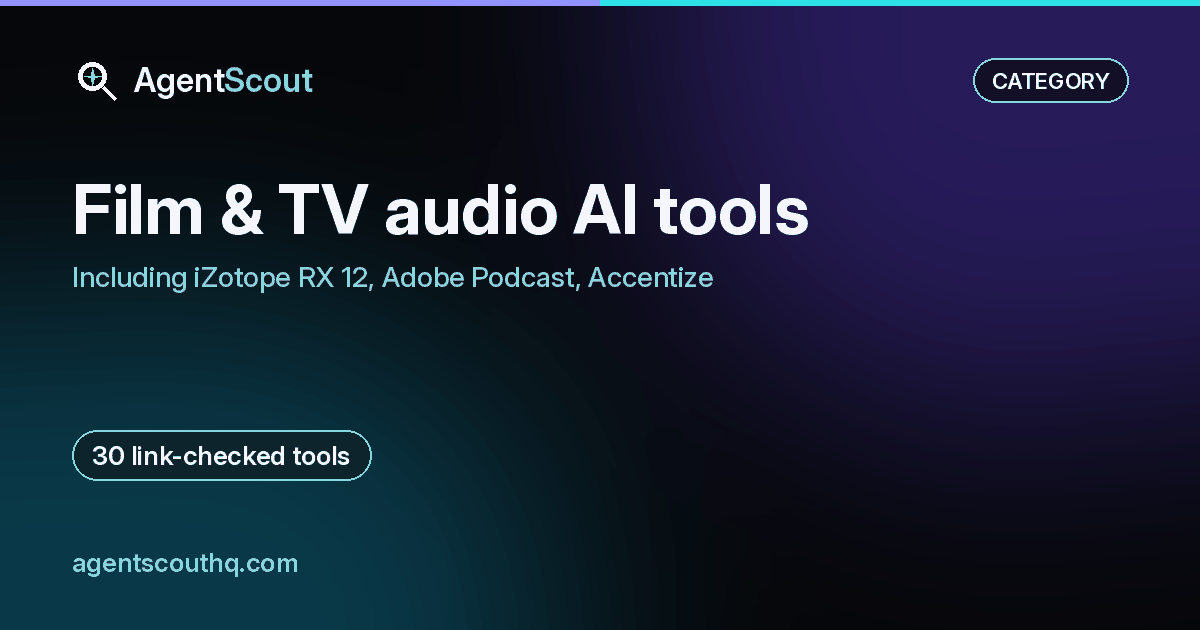 AgentScout
CATEGORY
Film & TV audio AI tools
Including iZotope RX 12, Adobe Podcast, Accentize
30 link-checked tools
agentscouthq.com